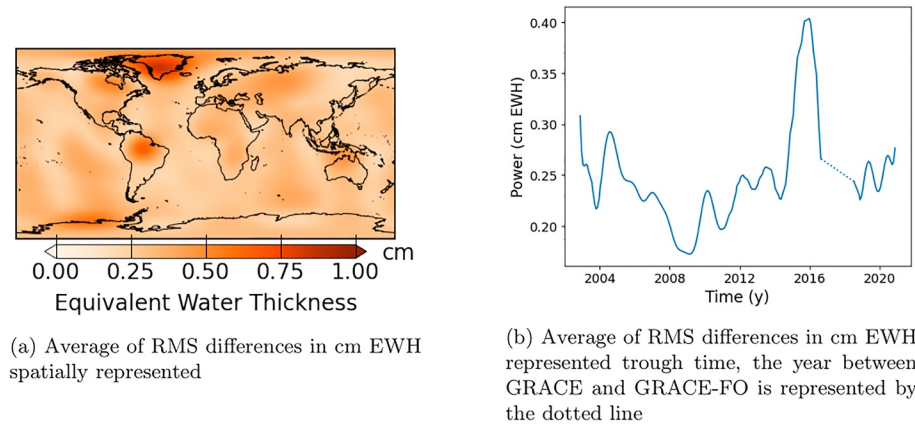 cm
0.00 0.25 0.50 0.75 1.00
Equivalent Water Thickness
(a) Average of RMS differences in cm EWH
spatially represented
0.40
0.35
0.30
0.25
0.20
Power (cm EWH)
2004 2008 2012 2016 2020
Time (y)
(b) Average of RMS differences in cm EWH
represented trough time, the year between
GRACE and GRACE-FO is represented by
the dotted line